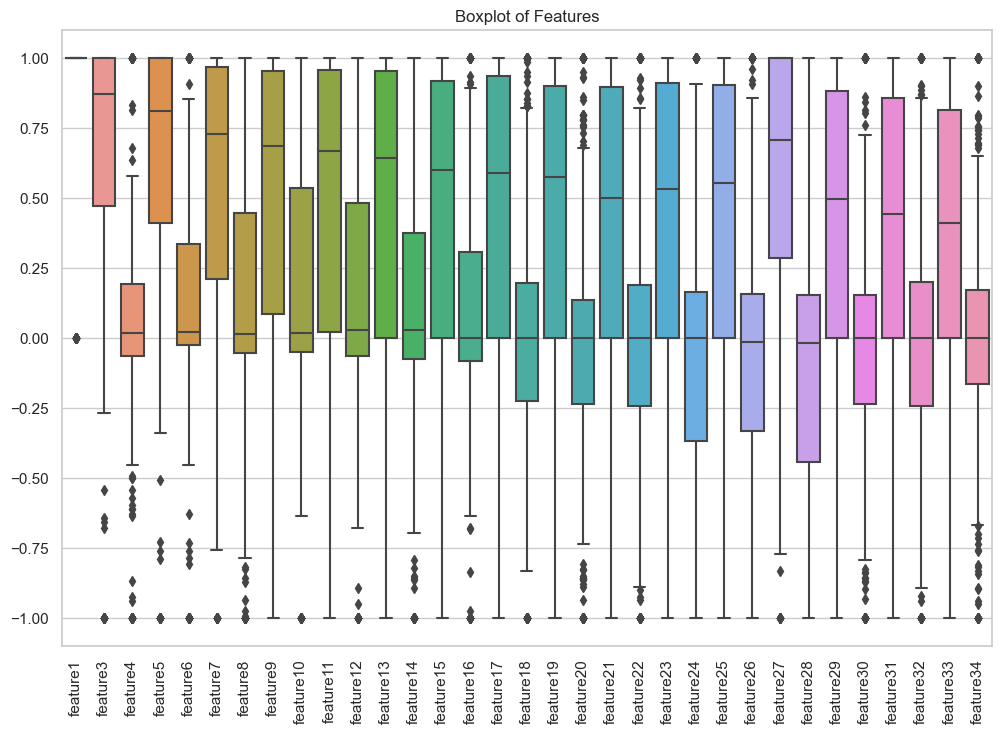 Boxplot of Features
1.00
0.75
0.50
0.25
0.00
−0.25
−0.50
−0.75
−1.00
feature1
feature3
feature4
feature5
feature6
feature7
feature8
feature9
feature10
feature11
feature12
feature13
feature14
feature15
feature16
feature17
feature18
feature19
feature20
feature21
feature22
feature23
feature24
feature25
feature26
feature27
feature28
feature29
feature30
feature31
feature32
feature33
feature34